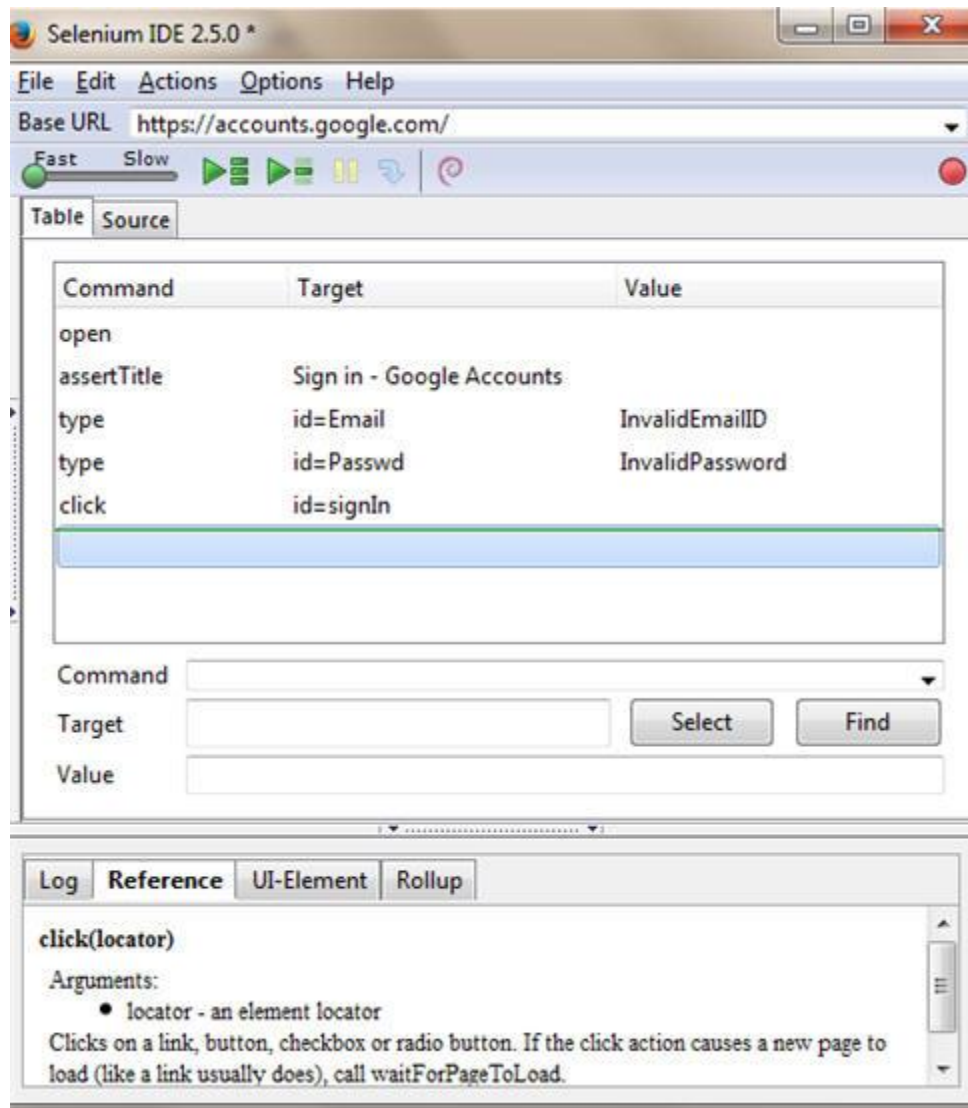 Selenium IDE 2.5.0 *
File Edit Actions Options Help
Base URL https://accounts.google.com/
Fast Slow
Table Source
Command Target Value
open
assertTitle Sign in - Google Accounts
type id=Email InvalidEmailID
type id=Passwd InvalidPassword
click id=signIn
Command
Target Select Find
Value
Log Reference UI-Element Rollup
click(locator)
Arguments:
● locator - an element locator
Clicks on a link, button, checkbox or radio button. If the click action causes a new page to
load (like a link usually does), call waitForPageToLoad.